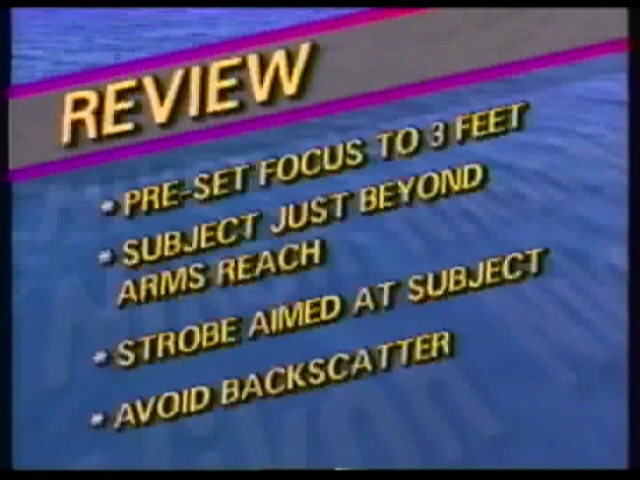 REVIEW
* PRE-SET FOCUS TO 3 FEET
* SUBJECT JUST BEYOND
ARMS REACH
* STROBE AIMED AT SUBJECT
* AVOID BACKSCATTER